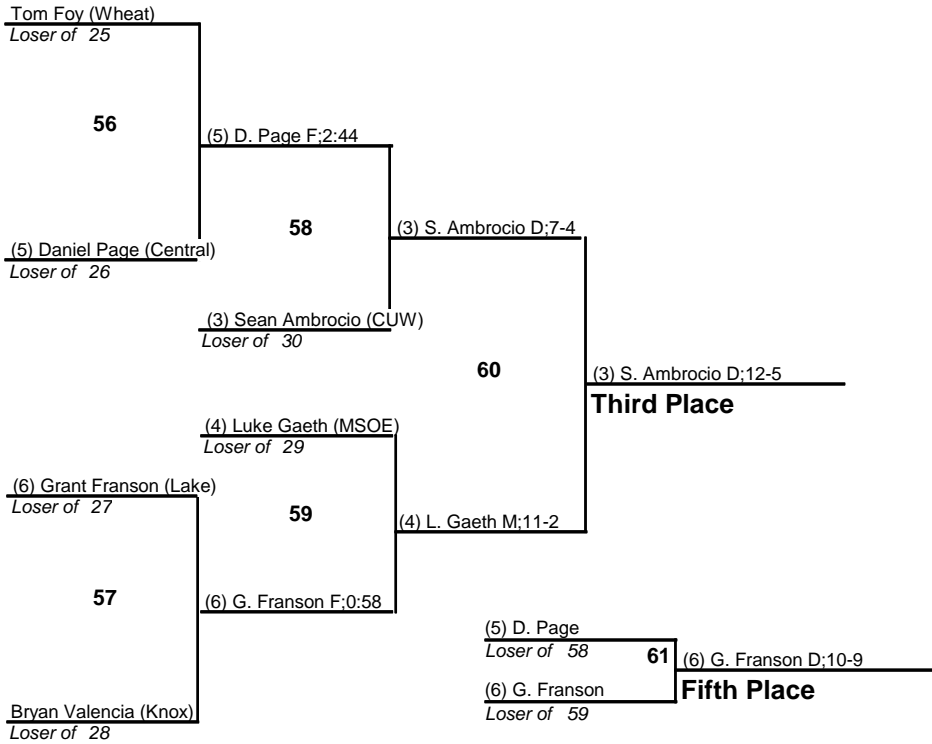 Tom Foy (Wheat)
Loser of 25
56
(5) D. Page F;2:44
58
(3) S. Ambrocio D;7-4
(5) Daniel Page (Central)
Loser of 26
(3) Sean Ambrocio (CUW)
Loser of 30
60
(3) S. Ambrocio D;12-5
Third Place
(4) Luke Gaeth (MSOE)
Loser of 29
(6) Grant Franson (Lake)
Loser of 27
59
(4) L. Gaeth M;11-2
57
(6) G. Franson F;0:58
Bryan Valencia (Knox)
Loser of 28
(5) D. Page
Loser of 58
61
(6) G. Franson D;10-9
Fifth Place
(6) G. Franson
Loser of 59